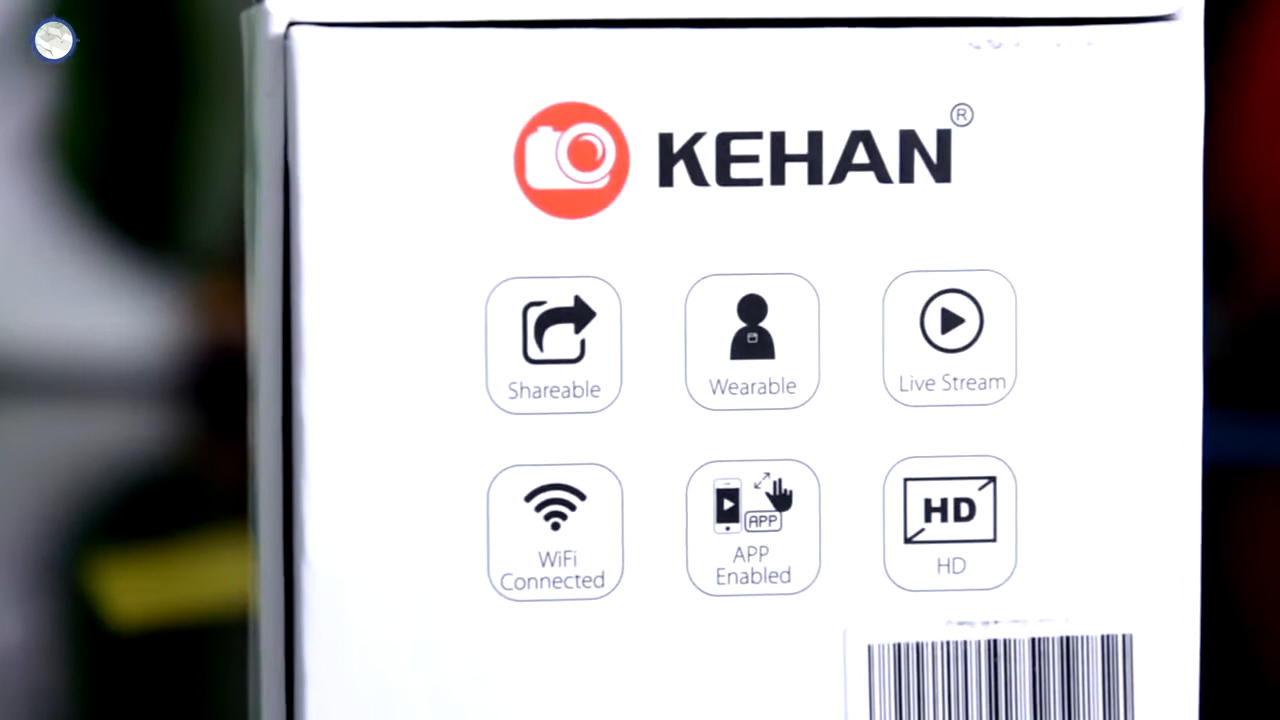 KEHAN®
Shareable
Wearable
Live Stream
WiFi
Connected
APP
APP
Enabled
HD
HD